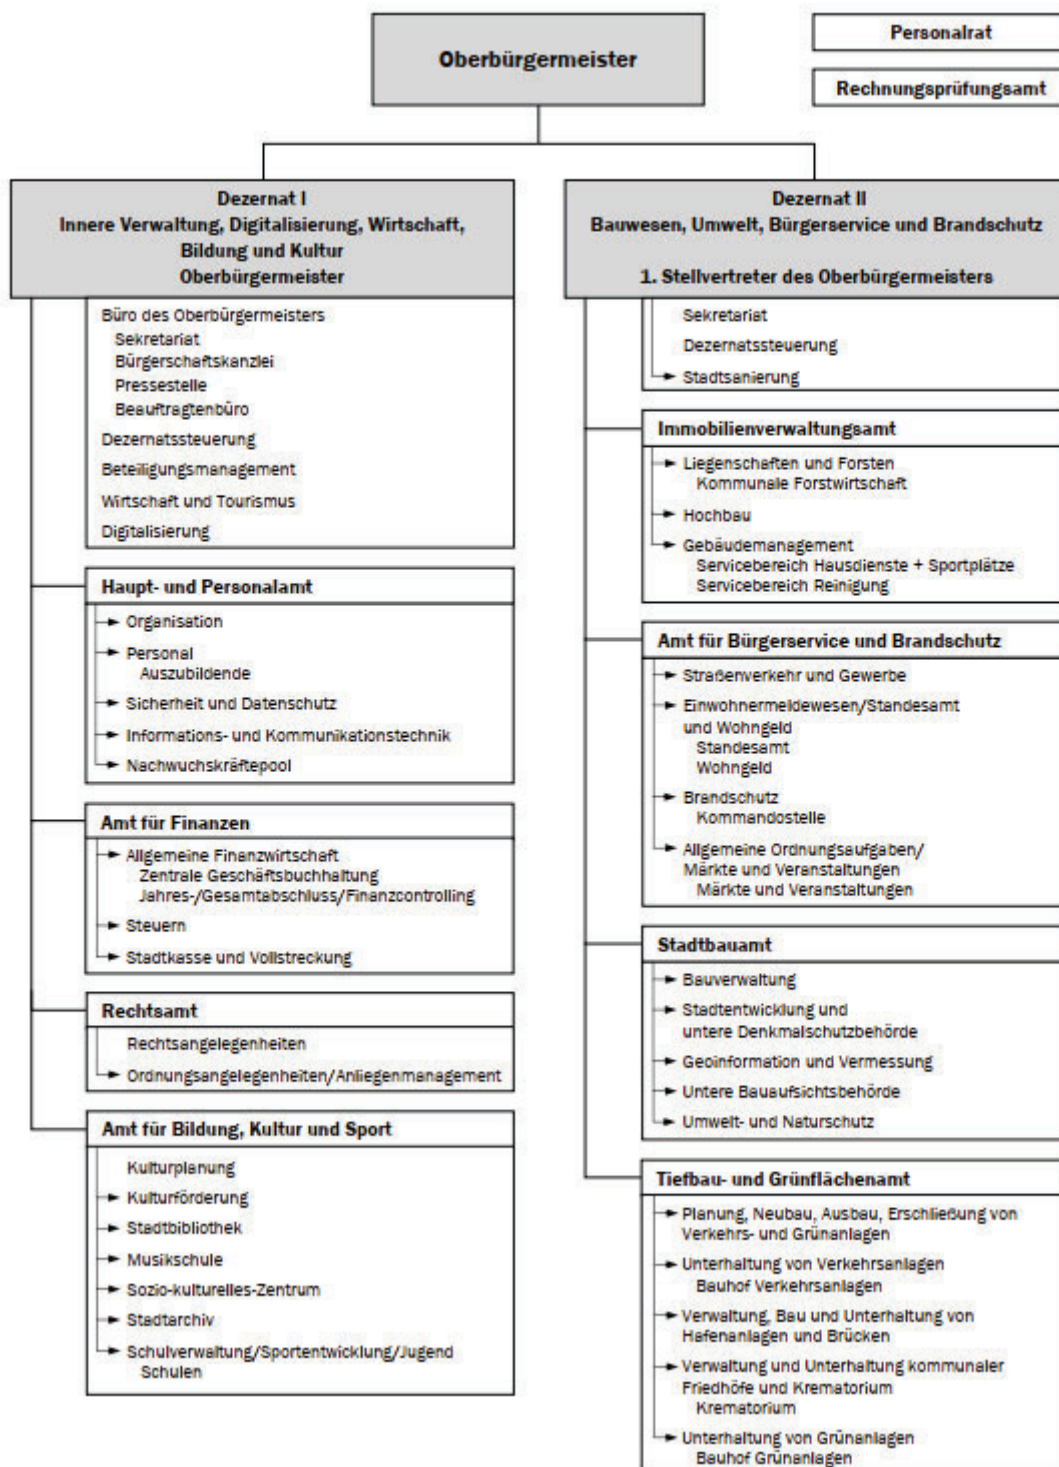 Oberbürgermeister
Personalrat
Rechnungsprüfungsamt
Dezernat I
Innere Verwaltung, Digitalisierung, Wirtschaft,
Bildung und Kultur
Oberbürgermeister
Büro des Oberbürgermeisters
Sekretariat
Bürgerschaftskanzlei
Pressestelle
Beauftragtenbüro
Dezernatssteuerung
Beteiligungsmanagement
Wirtschaft und Tourismus
Digitalisierung
Haupt- und Personalamt
Organisation
Personal
Auszubildende
Sicherheit und Datenschutz
Informations- und Kommunikationstechnik
Nachwuchskräftepool
Amt für Finanzen
Allgemeine Finanzwirtschaft
Zentrale Geschäftsbuchhaltung
Jahres-/Gesamtabschluss/Finanzcontrolling
Steuern
Stadtkasse und Vollstreckung
Rechtsamt
Rechtsangelegenheiten
Ordnungsangelegenheiten/Anliegenmanagement
Amt für Bildung, Kultur und Sport
Kulturplanung
Kulturförderung
Stadtbibliothek
Musikschule
Sozio-kulturelles-Zentrum
Stadtarchiv
Schulverwaltung/Sportentwicklung/Jugend
Schulen
Dezernat II
Bauwesen, Umwelt, Bürgerservice und Brandschutz
1. Stellvertreter des Oberbürgermeisters
Sekretariat
Dezernatssteuerung
Stadtsanierung
Immobilienverwaltungsamt
Liegenschaften und Forsten
Kommunale Forstwirtschaft
Hochbau
Gebäudemanagement
Servicebereich Hausdienste + Sportplätze
Servicebereich Reinigung
Amt für Bürgerservice und Brandschutz
Straßenverkehr und Gewerbe
Einwohnermeldewesen/Standesamt
und Wohngeld
Standesamt
Wohngeld
Brandschutz
Kommandostelle
Allgemeine Ordnungsaufgaben/
Märkte und Veranstaltungen
Märkte und Veranstaltungen
Stadtbauamt
Bauverwaltung
Stadtentwicklung und
untere Denkmalschutzbehörde
Geoinformation und Vermessung
Untere Bauaufsichtsbehörde
Umwelt- und Naturschutz
Tiefbau- und Grünflächenamt
Planung, Neubau, Ausbau, Erschließung von
Verkehrs- und Grünanlagen
Unterhaltung von Verkehrsanlagen
Bauhof Verkehrsanlagen
Verwaltung, Bau und Unterhaltung von
Hafenanlagen und Brücken
Verwaltung und Unterhaltung kommunaler
Friedhöfe und Krematorium
Krematorium
Unterhaltung von Grünanlagen
Bauhof Grünanlagen